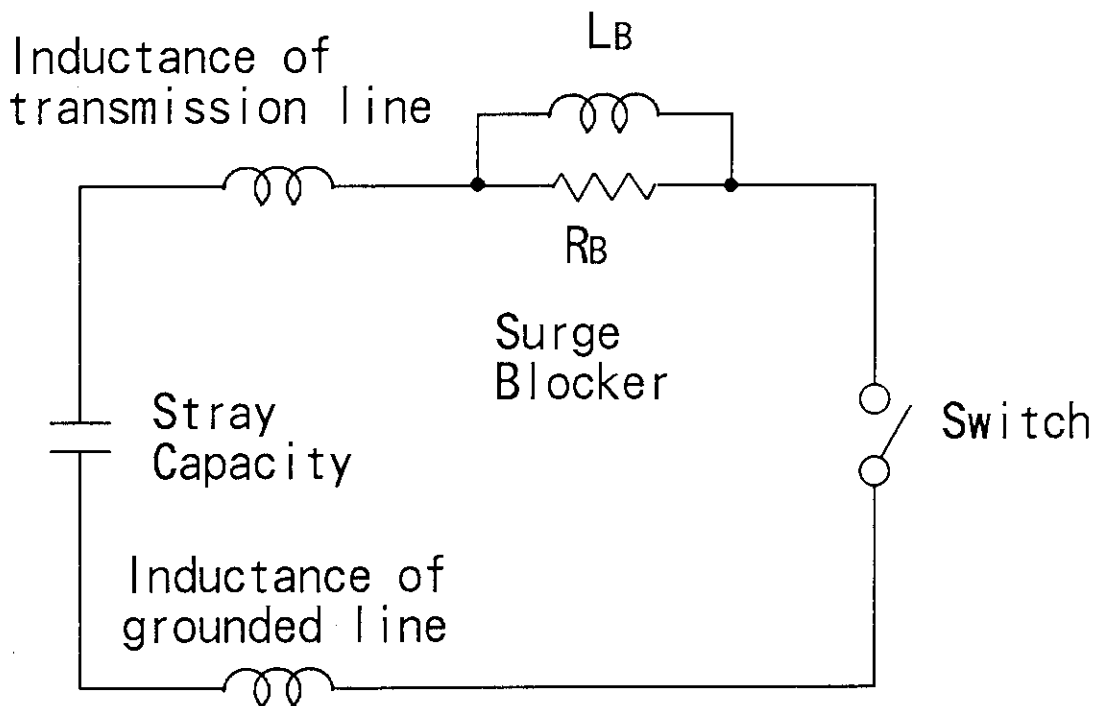 LB
Inductance of
transmission line
RB
Surge
Blocker
Stray
Capacity
Switch
Inductance of
grounded line